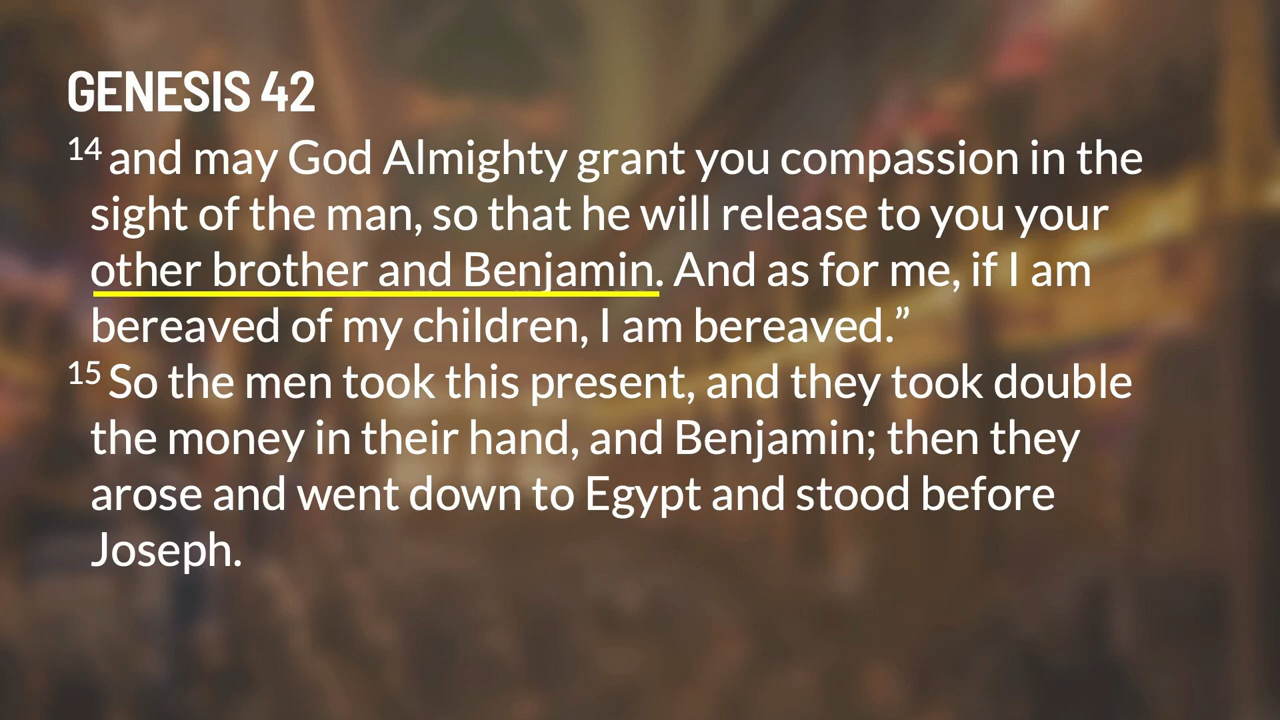 GENESIS 42
14 and may God Almighty grant you compassion in the
sight of the man, so that he will release to you your
other brother and Benjamin. And as for me, if I am
bereaved of my children, I am bereaved.”
15 So the men took this present, and they took double
the money in their hand, and Benjamin; then they
arose and went down to Egypt and stood before
Joseph.